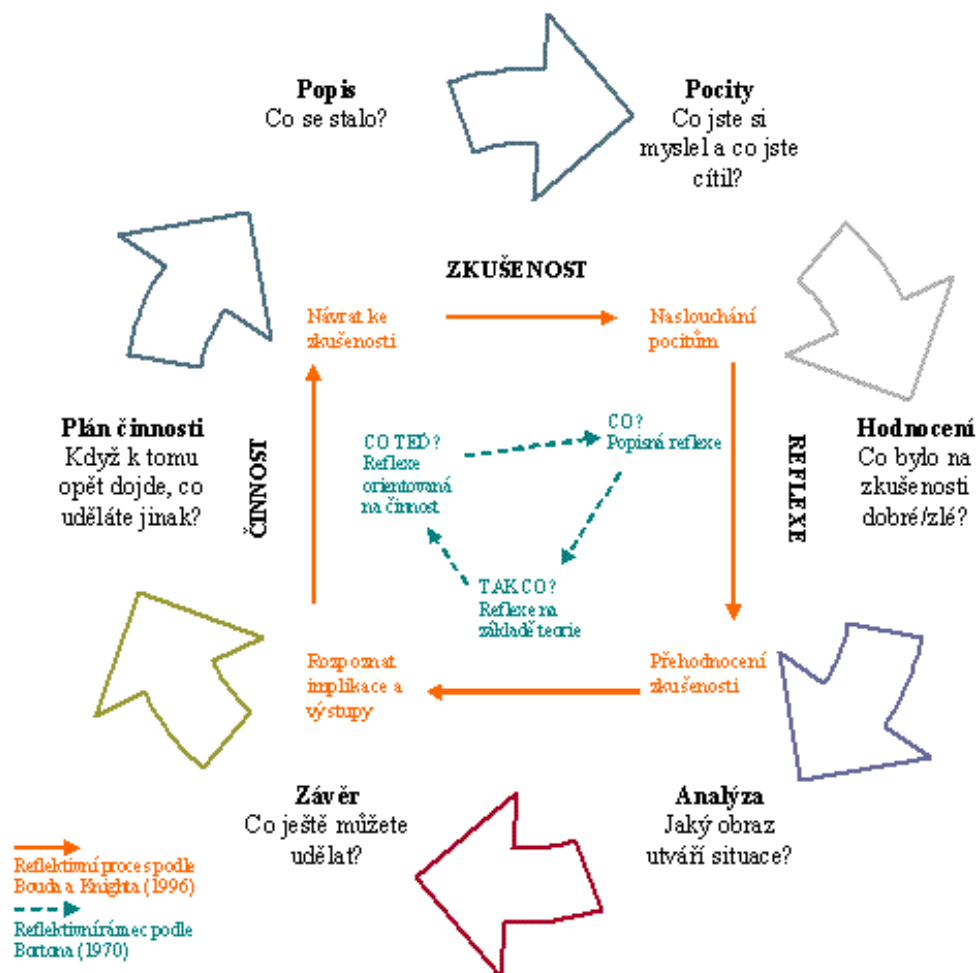 Popis
Co se stalo?
Pocity
Co jste si
myslel a co jste
cítil?
ZKUŠENOST
Návrat ke
zkušenosti
Naslouchání
pocitům
Plán činnosti
Když k tomu
opět dojde, co
uděláte jinak?
ČINNOST
CO TEĎ?
Reflexe
orientovaná
na činnost
CO?
Popisná reflexe
REFLEXE
Hodnocení
Co bylo na
zkušenosti
dobré/zlé?
TAK CO?
Reflexe na
základě teorie
Rozpoznat
implikace a
výstupy
Přehodnocení
zkušenosti
Závěr
Co ještě můžete
udělat?
Analýza
Jaký obraz
utváří situace?
Reflektivní proces podle
Bouda a Knighta (1996)
Reflektivní rámec podle
Bortona (1970)